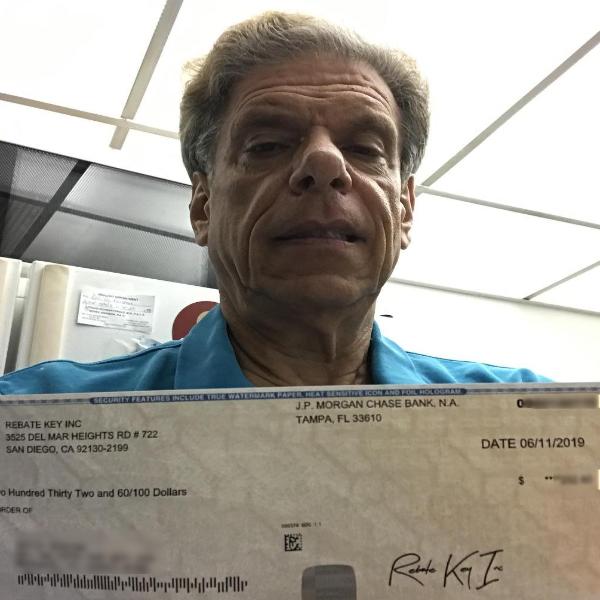 SECURITY FEATURES INCLUDE TRUE WATERMARK PAPER, HEAT SENSITIVE ICON AND FOIL HOLOGRAM
REBATE KEY INC
3525 DEL MAR HEIGHTS RD # 722
SAN DIEGO, CA 92130-2199
J.P. MORGAN CHASE BANK, N.A.
TAMPA, FL 33610
0
DATE 06/11/2019
$ **
o Hundred Thirty Two and 60/100 Dollars
RDER OF
Rebate Key Inc